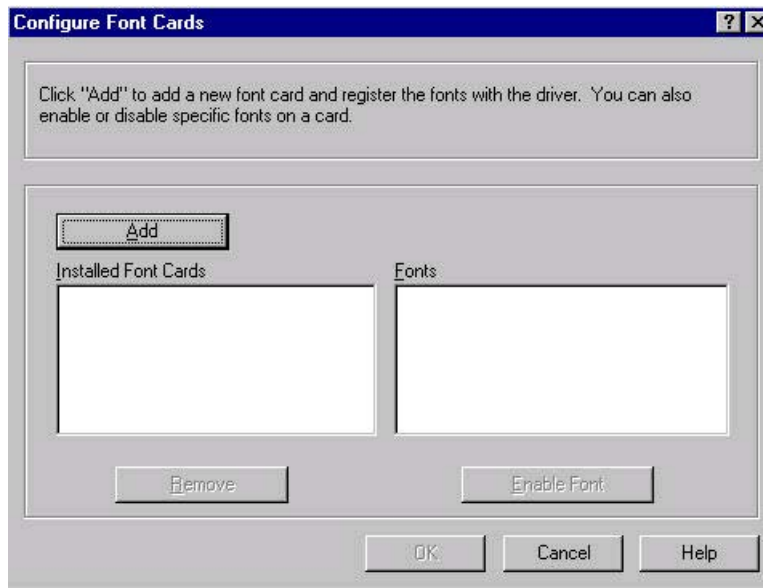 Configure Font Cards
Click "Add" to add a new font card and register the fonts with the driver. You can also
enable or disable specific fonts on a card.
Add
Installed Font Cards
Fonts
Remove
Enable Font
OK
Cancel
Help